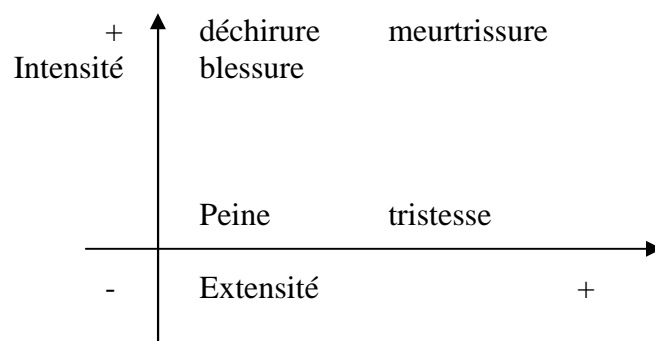 + déchirure meurtrissure
Intensité blessure
Peine tristesse
- Extensité +